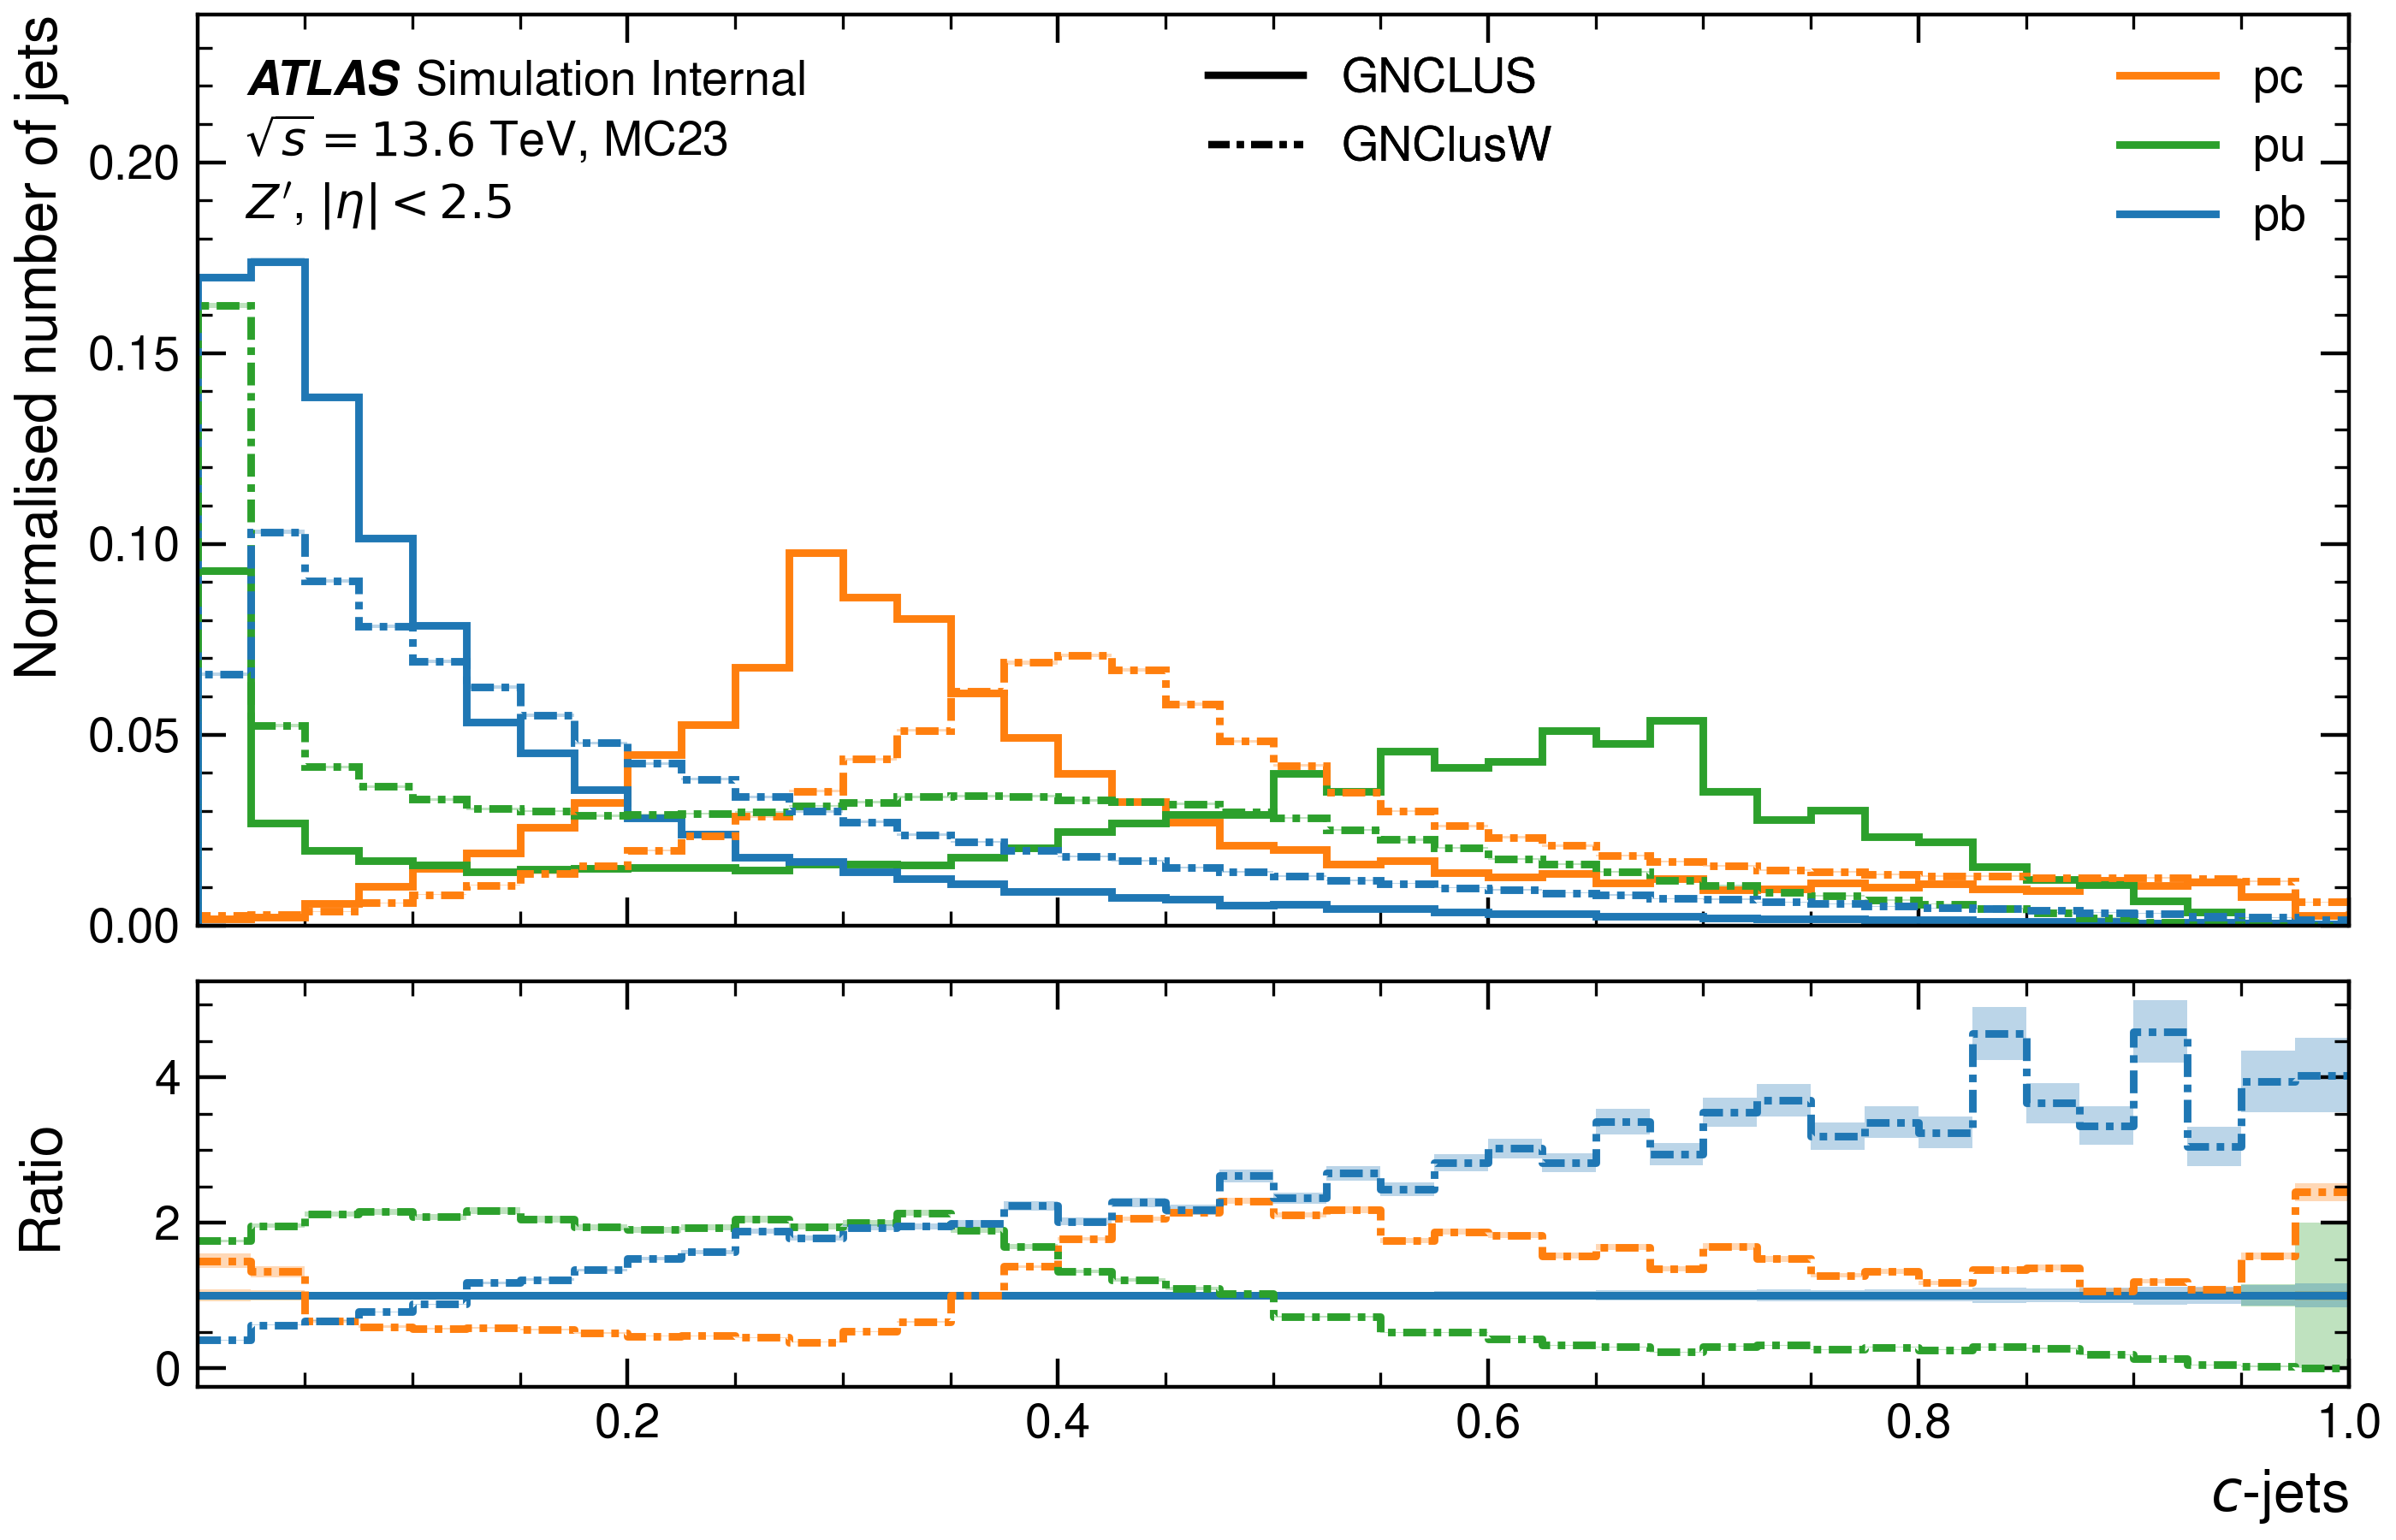 Normalised number of jets
ATLAS Simulation Internal
√s = 13.6 TeV, MC23
Z′, |η| < 2.5
GNCLUS
GNClusW
pc
pu
pb
0.20
0.15
0.10
0.05
0.00
Ratio
4
2
0
0.2 0.4 0.6 0.8 1.0
c-jets